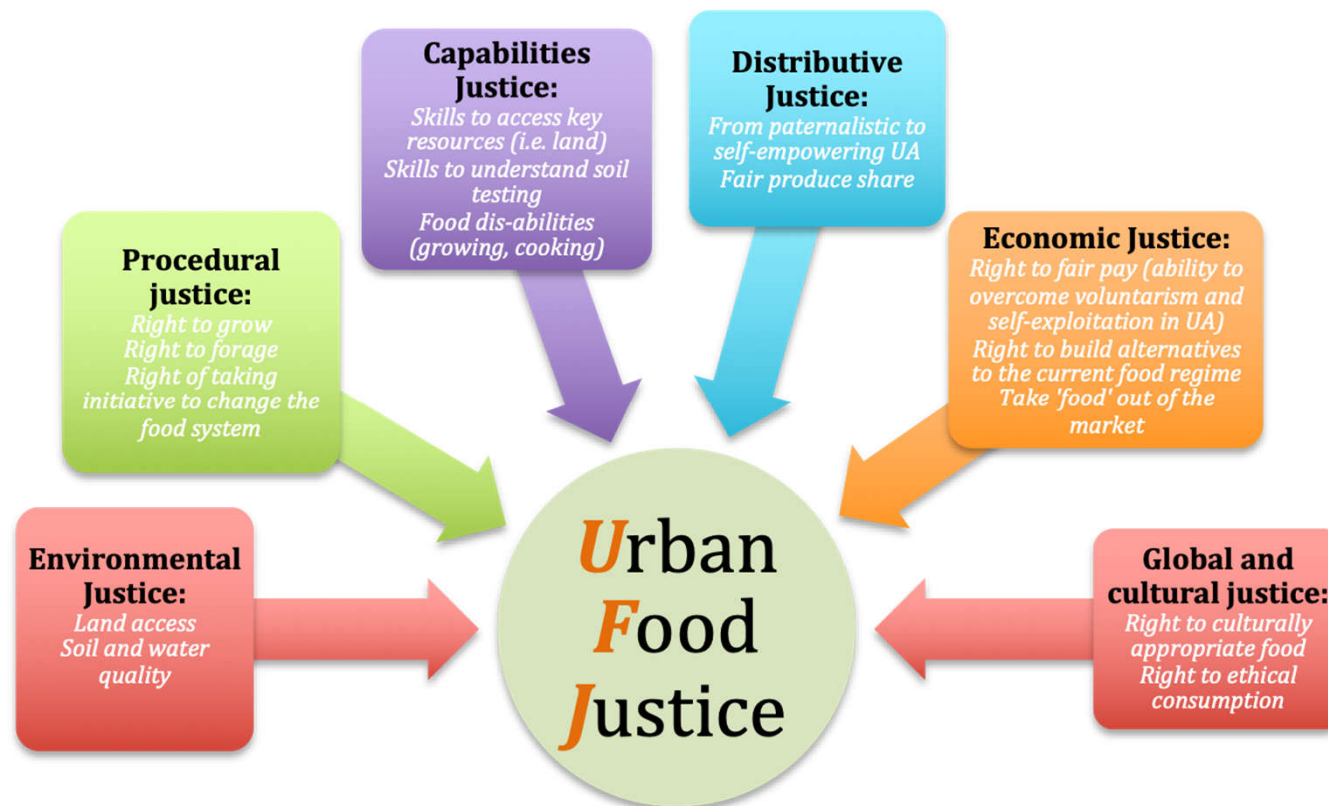 Environmental
Justice:
Land access
Soil and water
quality
Procedural
justice:
Right to grow
Right to forage
Right of taking
initiative to change the
food system
Capabilities
Justice:
Skills to access key
resources (i.e. land)
Skills to understand soil
testing
Food dis-abilities
(growing, cooking)
Distributive
Justice:
From paternalistic to
self-empowering UA
Fair produce share
Economic Justice:
Right to fair pay (ability to
overcome voluntarism and
self-exploitation in UA)
Right to build alternatives
to the current food regime
Take 'food' out of the
market
Global and
cultural justice:
Right to culturally
appropriate food
Right to ethical
consumption
Urban
Food
Justice